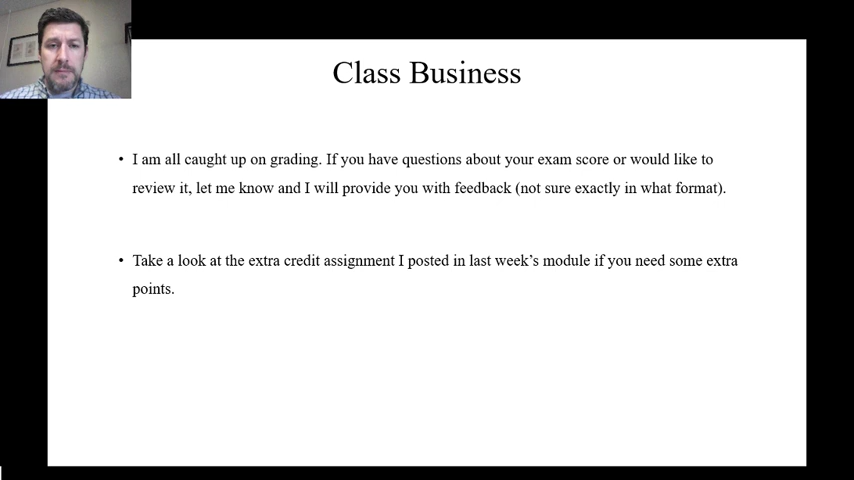 Class Business
• I am all caught up on grading. If you have questions about your exam score or would like to
review it, let me know and I will provide you with feedback (not sure exactly in what format).
• Take a look at the extra credit assignment I posted in last week’s module if you need some extra
points.